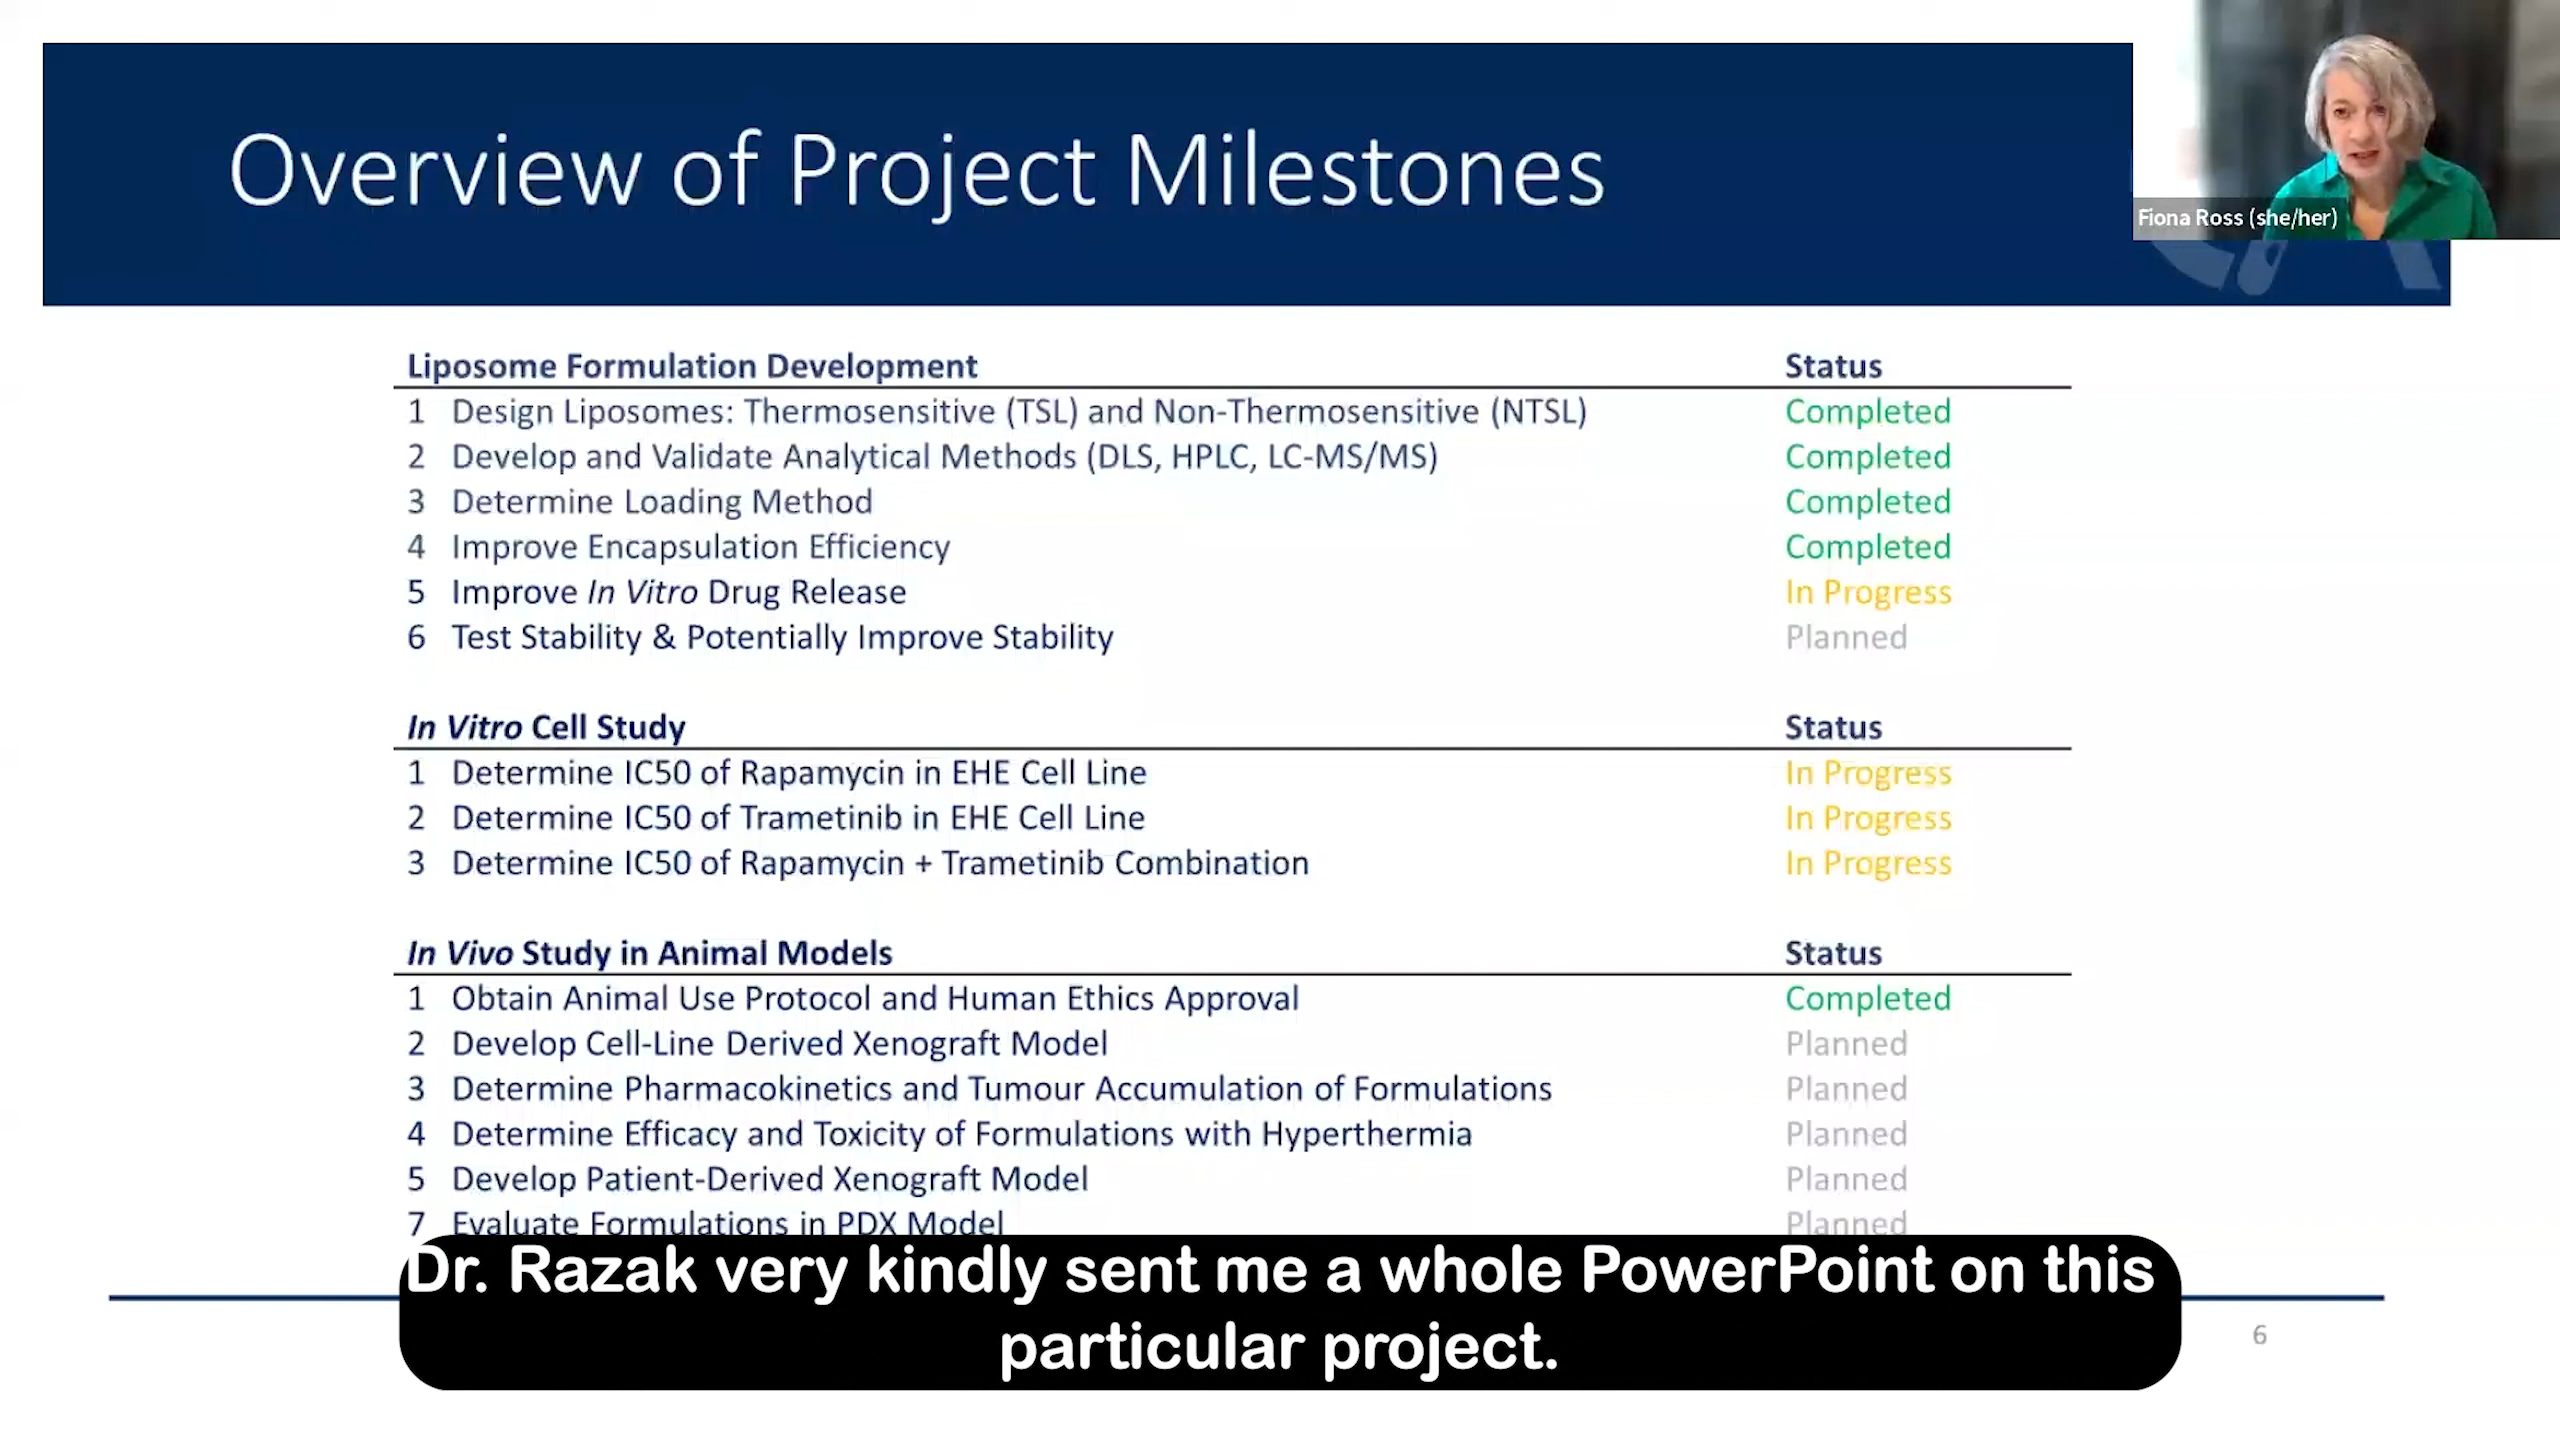 Overview of Project Milestones
Fiona Ross (she/her)
Liposome Formulation Development Status
1 Design Liposomes: Thermosensitive (TSL) and Non-Thermosensitive (NTSL) Completed
2 Develop and Validate Analytical Methods (DLS, HPLC, LC-MS/MS) Completed
3 Determine Loading Method Completed
4 Improve Encapsulation Efficiency Completed
5 Improve In Vitro Drug Release In Progress
6 Test Stability & Potentially Improve Stability Planned
In Vitro Cell Study Status
1 Determine IC50 of Rapamycin in EHE Cell Line In Progress
2 Determine IC50 of Trametinib in EHE Cell Line In Progress
3 Determine IC50 of Rapamycin + Trametinib Combination In Progress
In Vivo Study in Animal Models Status
1 Obtain Animal Use Protocol and Human Ethics Approval Completed
2 Develop Cell-Line Derived Xenograft Model Planned
3 Determine Pharmacokinetics and Tumour Accumulation of Formulations Planned
4 Determine Efficacy and Toxicity of Formulations with Hyperthermia Planned
5 Develop Patient-Derived Xenograft Model Planned
7 Evaluate Formulations in PDX Model Planned
Dr. Razak very kindly sent me a whole PowerPoint on this
particular project.
6